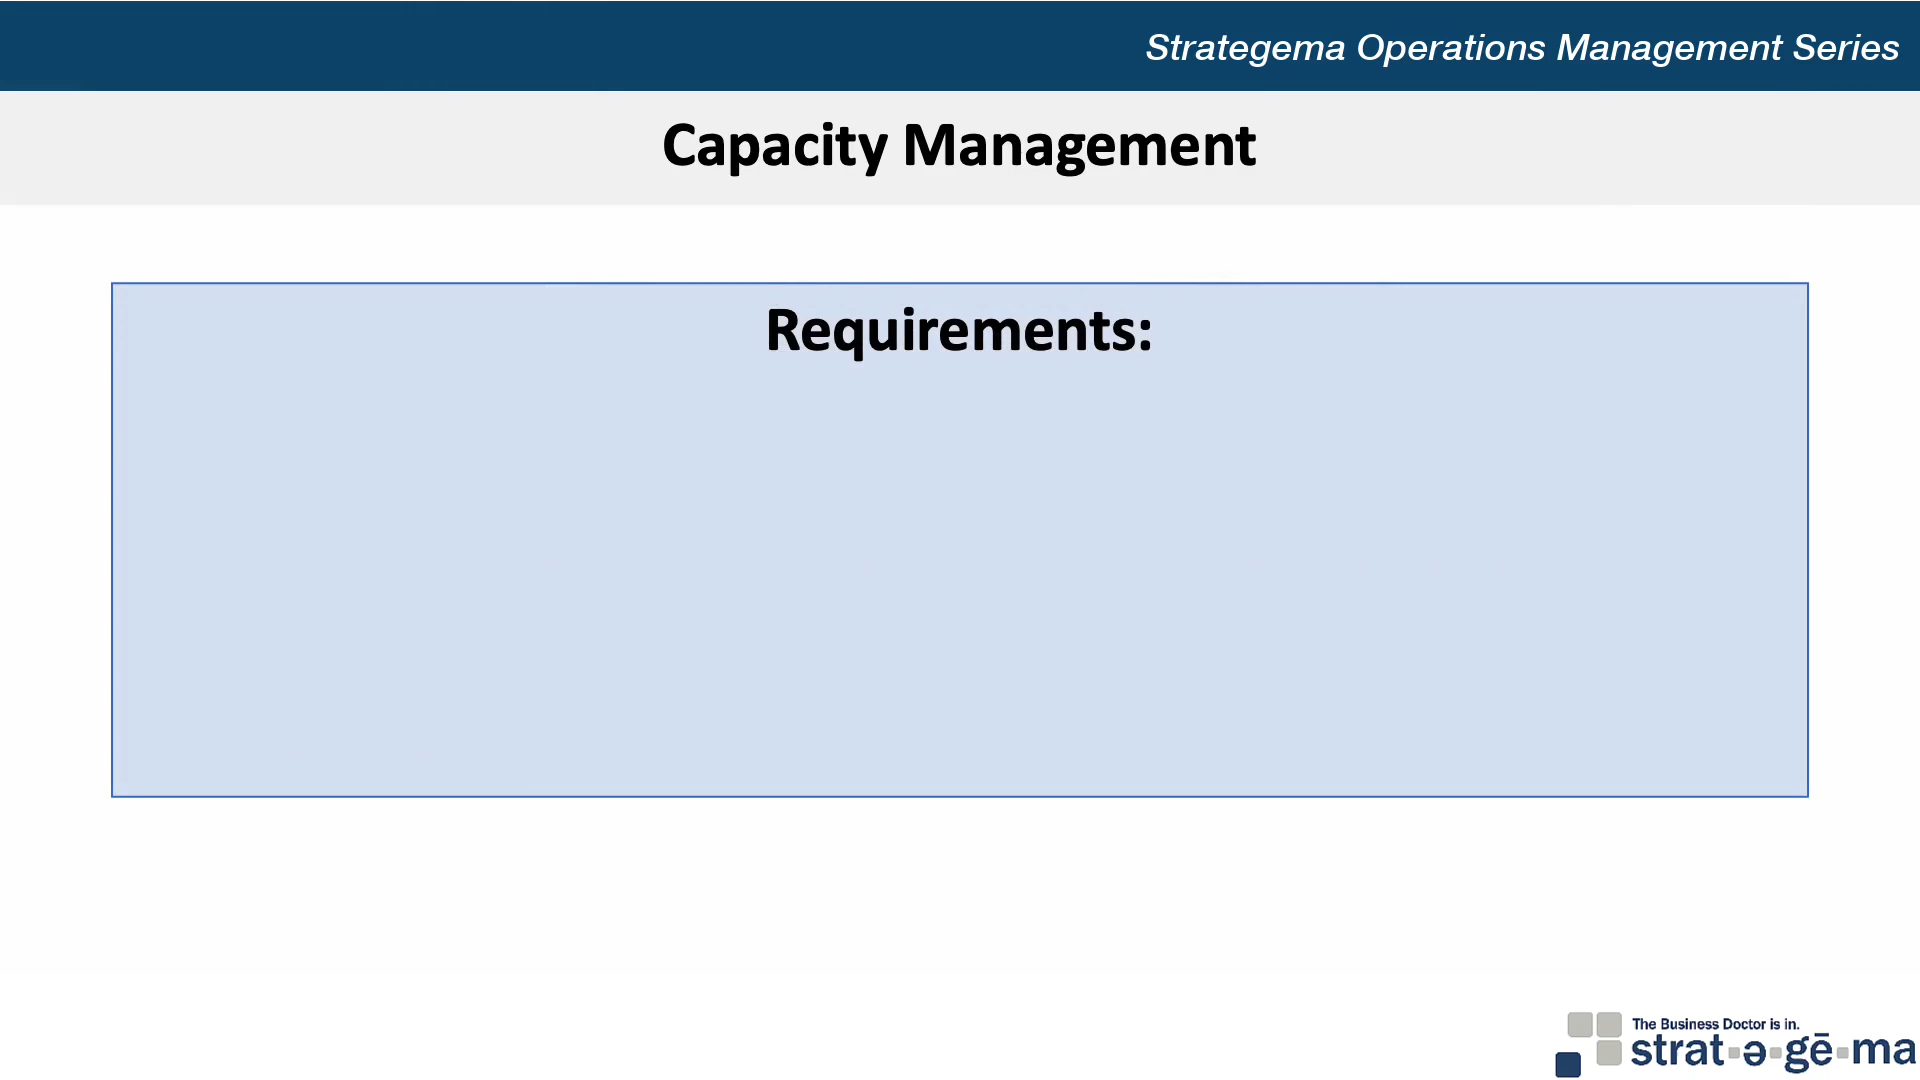 Strategema Operations Management Series
Capacity Management
Requirements:
The Business Doctor is in.
strat-ə-gē-ma